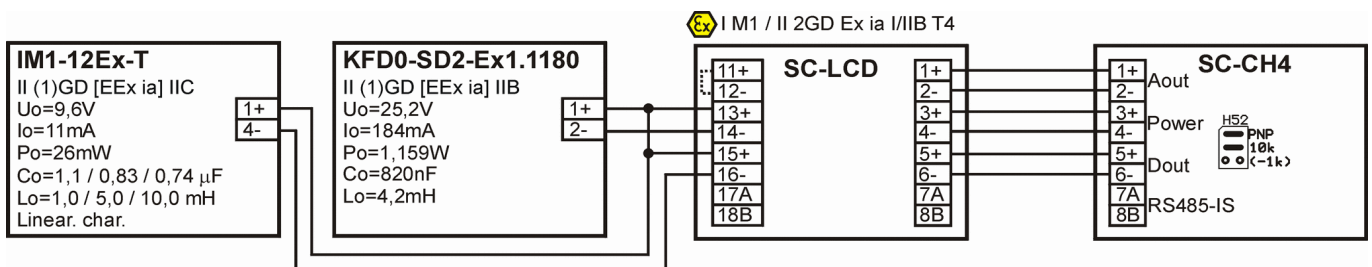 Ex I M1 / II 2GD Ex ia I/IIB T4
IM1-12Ex-T
II (1)GD [EEx ia] IIC
Uo=9,6V
Io=11mA
Po=26mW
Co=1,1 / 0,83 / 0,74 μF
Lo=1,0 / 5,0 / 10,0 mH
Linear. char.
1+
4-
KFD0-SD2-Ex1.1180
II (1)GD [EEx ia] IIB
Uo=25,2V
Io=184mA
Po=1,159W
Co=820nF
Lo=4,2mH
1+
2-
SC-LCD
11+
12-
13+
14-
15+
16-
17A
18B
1+
2-
3+
4-
5+
6-
7A
8B
SC-CH4
1+
2-
3+
4-
5+
6-
7A
8B
Aout
Power
Dout
RS485-IS
H52
PNP
10k
(-1k)